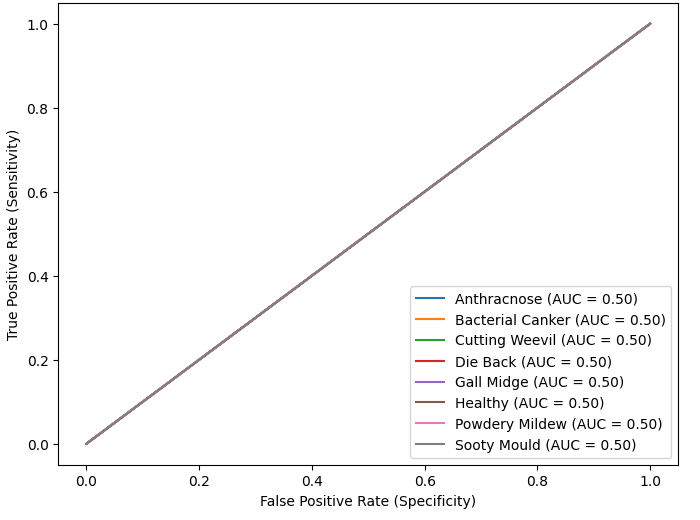 1.0
0.8
0.6
0.4
0.2
0.0
True Positive Rate (Sensitivity)
Anthracnose (AUC = 0.50)
Bacterial Canker (AUC = 0.50)
Cutting Weevil (AUC = 0.50)
Die Back (AUC = 0.50)
Gall Midge (AUC = 0.50)
Healthy (AUC = 0.50)
Powdery Mildew (AUC = 0.50)
Sooty Mould (AUC = 0.50)
0.0 0.2 0.4 0.6 0.8 1.0
False Positive Rate (Specificity)